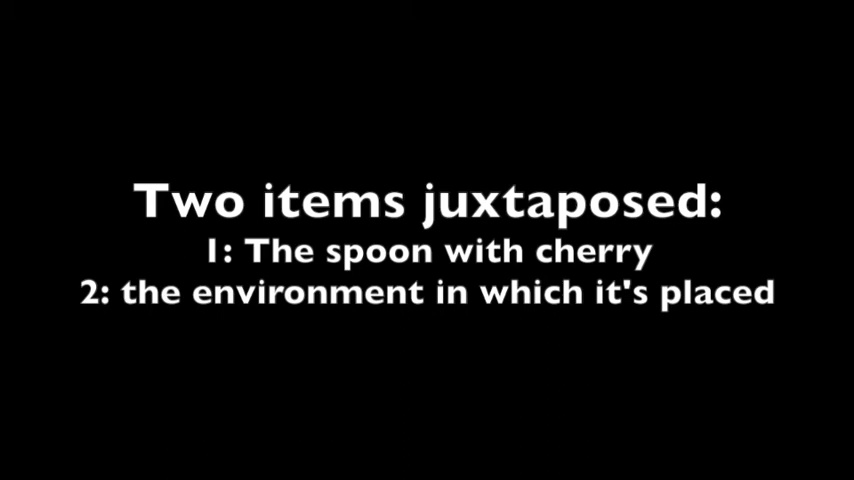 Two items juxtaposed:
1: The spoon with cherry
2: the environment in which it's placed